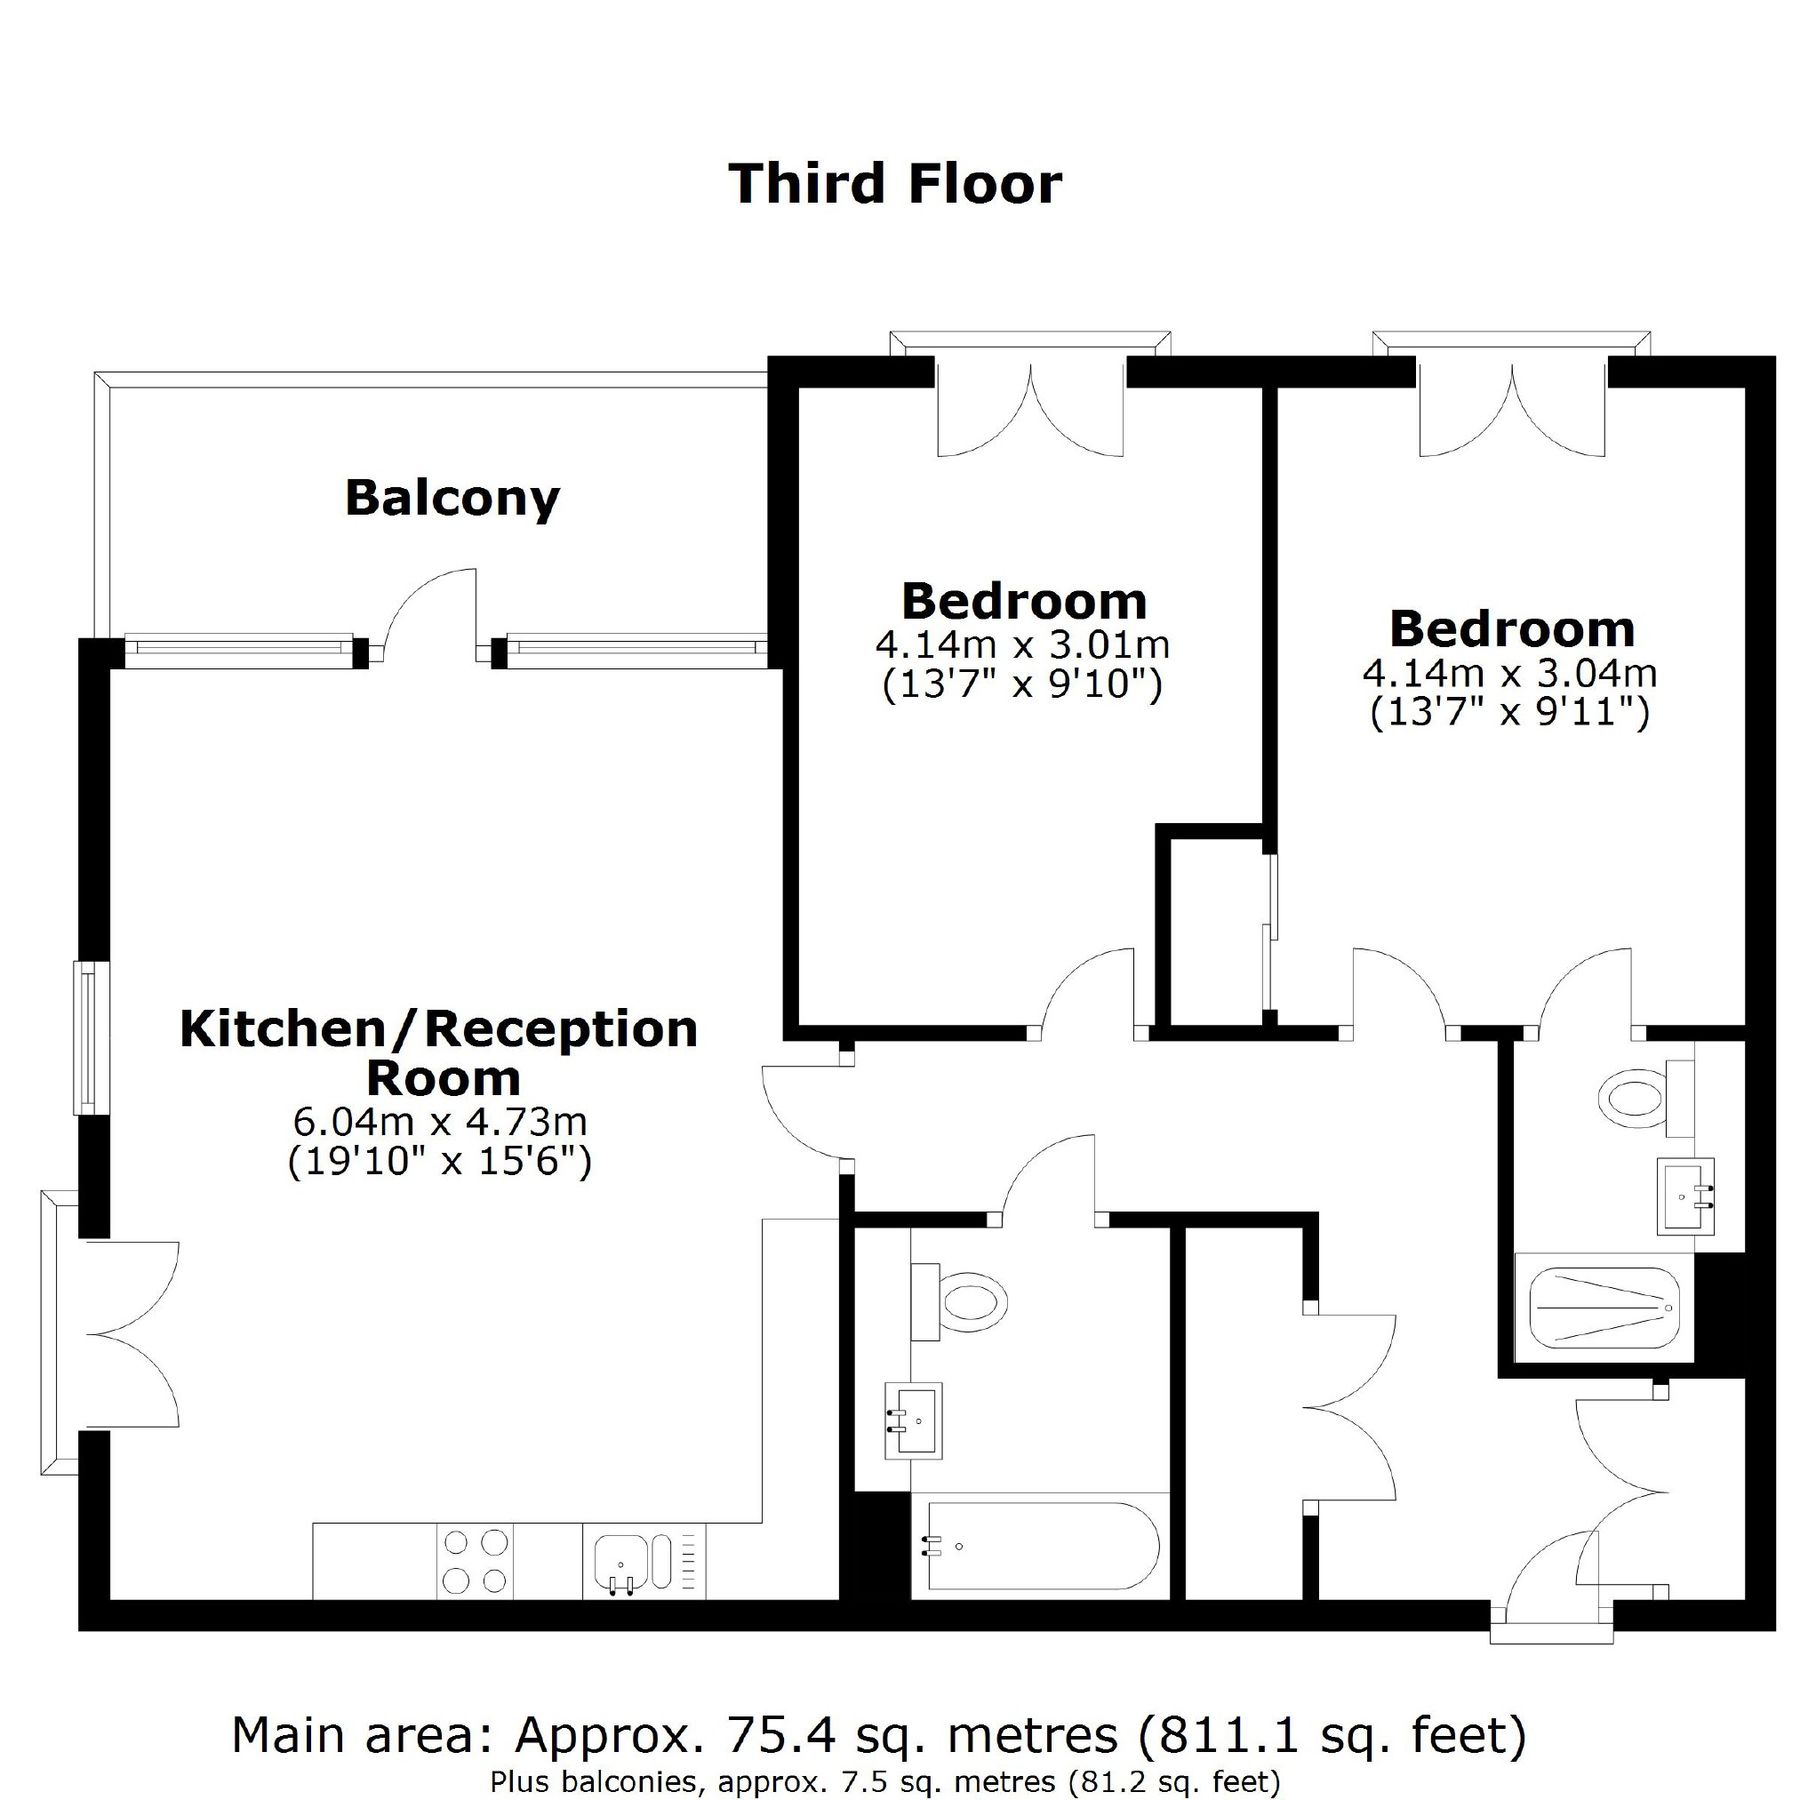 Third Floor
Balcony
Bedroom
4.14m x 3.01m
(13'7" x 9'10")
Bedroom
4.14m x 3.04m
(13'7" x 9'11")
Kitchen/Reception
Room
6.04m x 4.73m
(19'10" x 15'6")
Main area: Approx. 75.4 sq. metres (811.1 sq. feet)
Plus balconies, approx. 7.5 sq. metres (81.2 sq. feet)